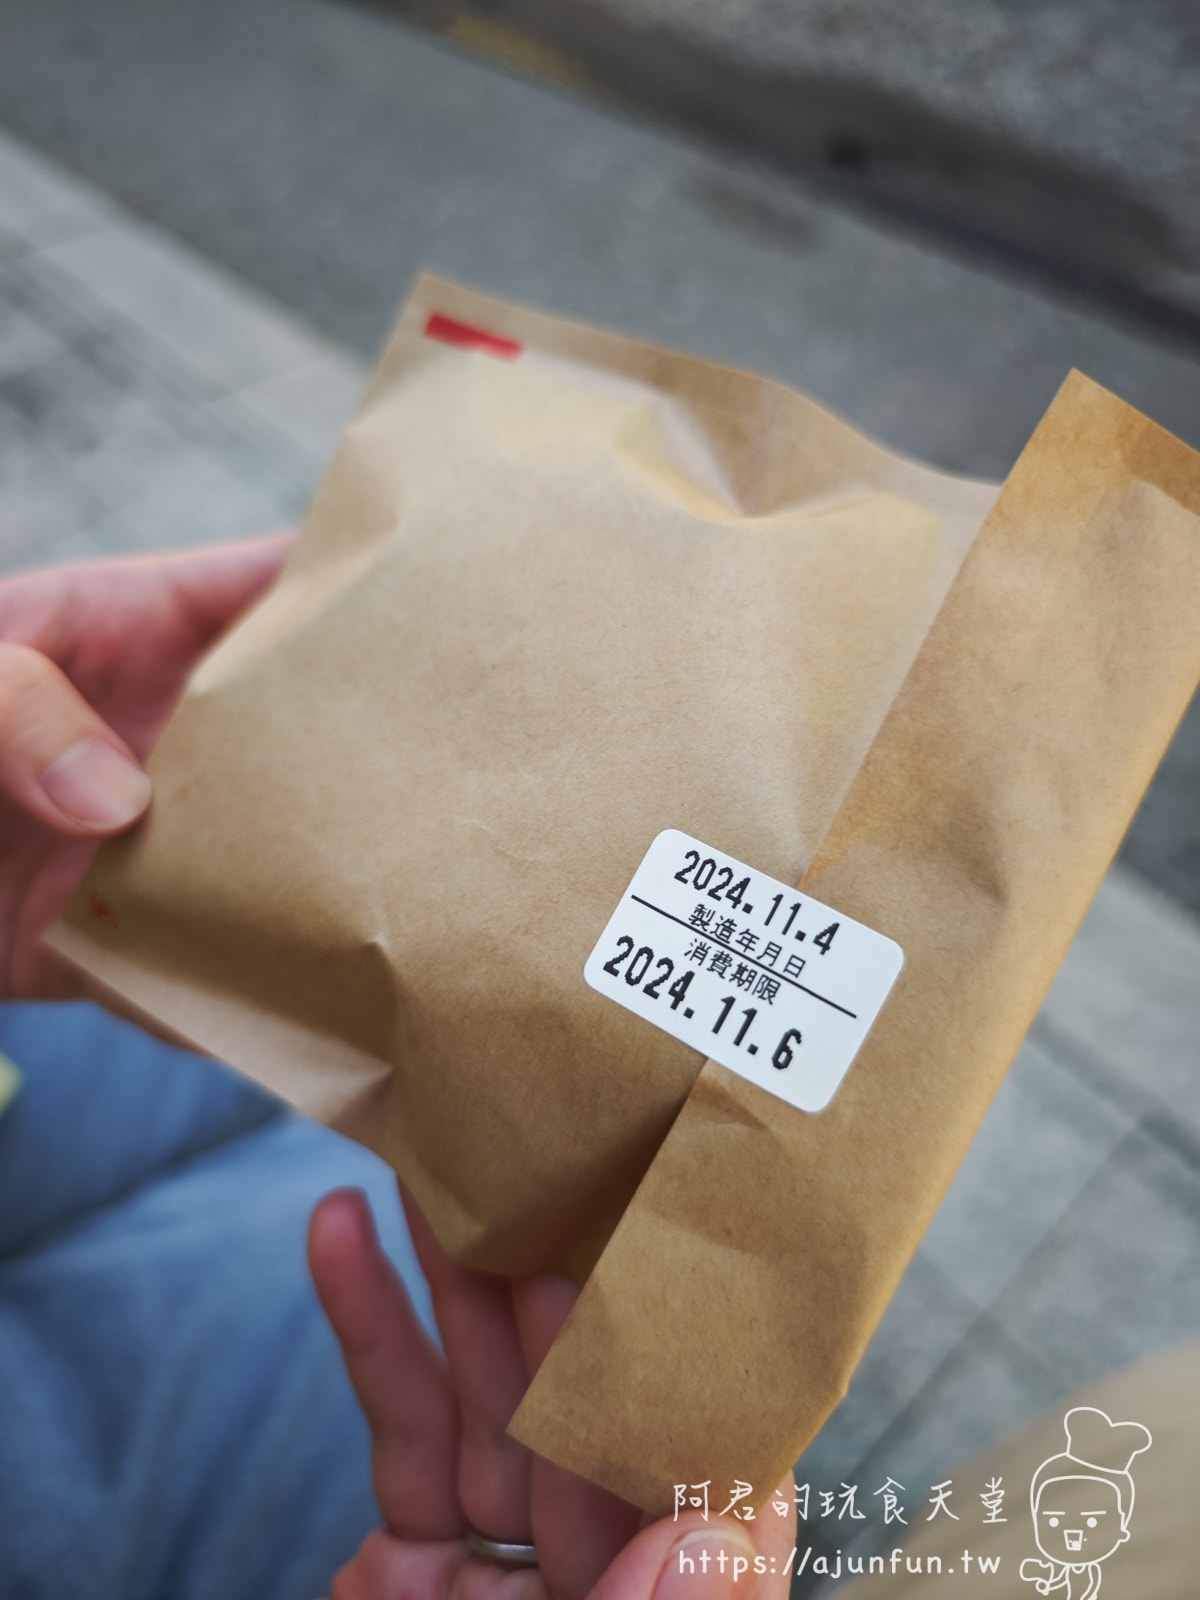 2024.11.4
製造年月日
消費期限
2024.11.6
阿君的玩食天堂
https://ajunfun.tw